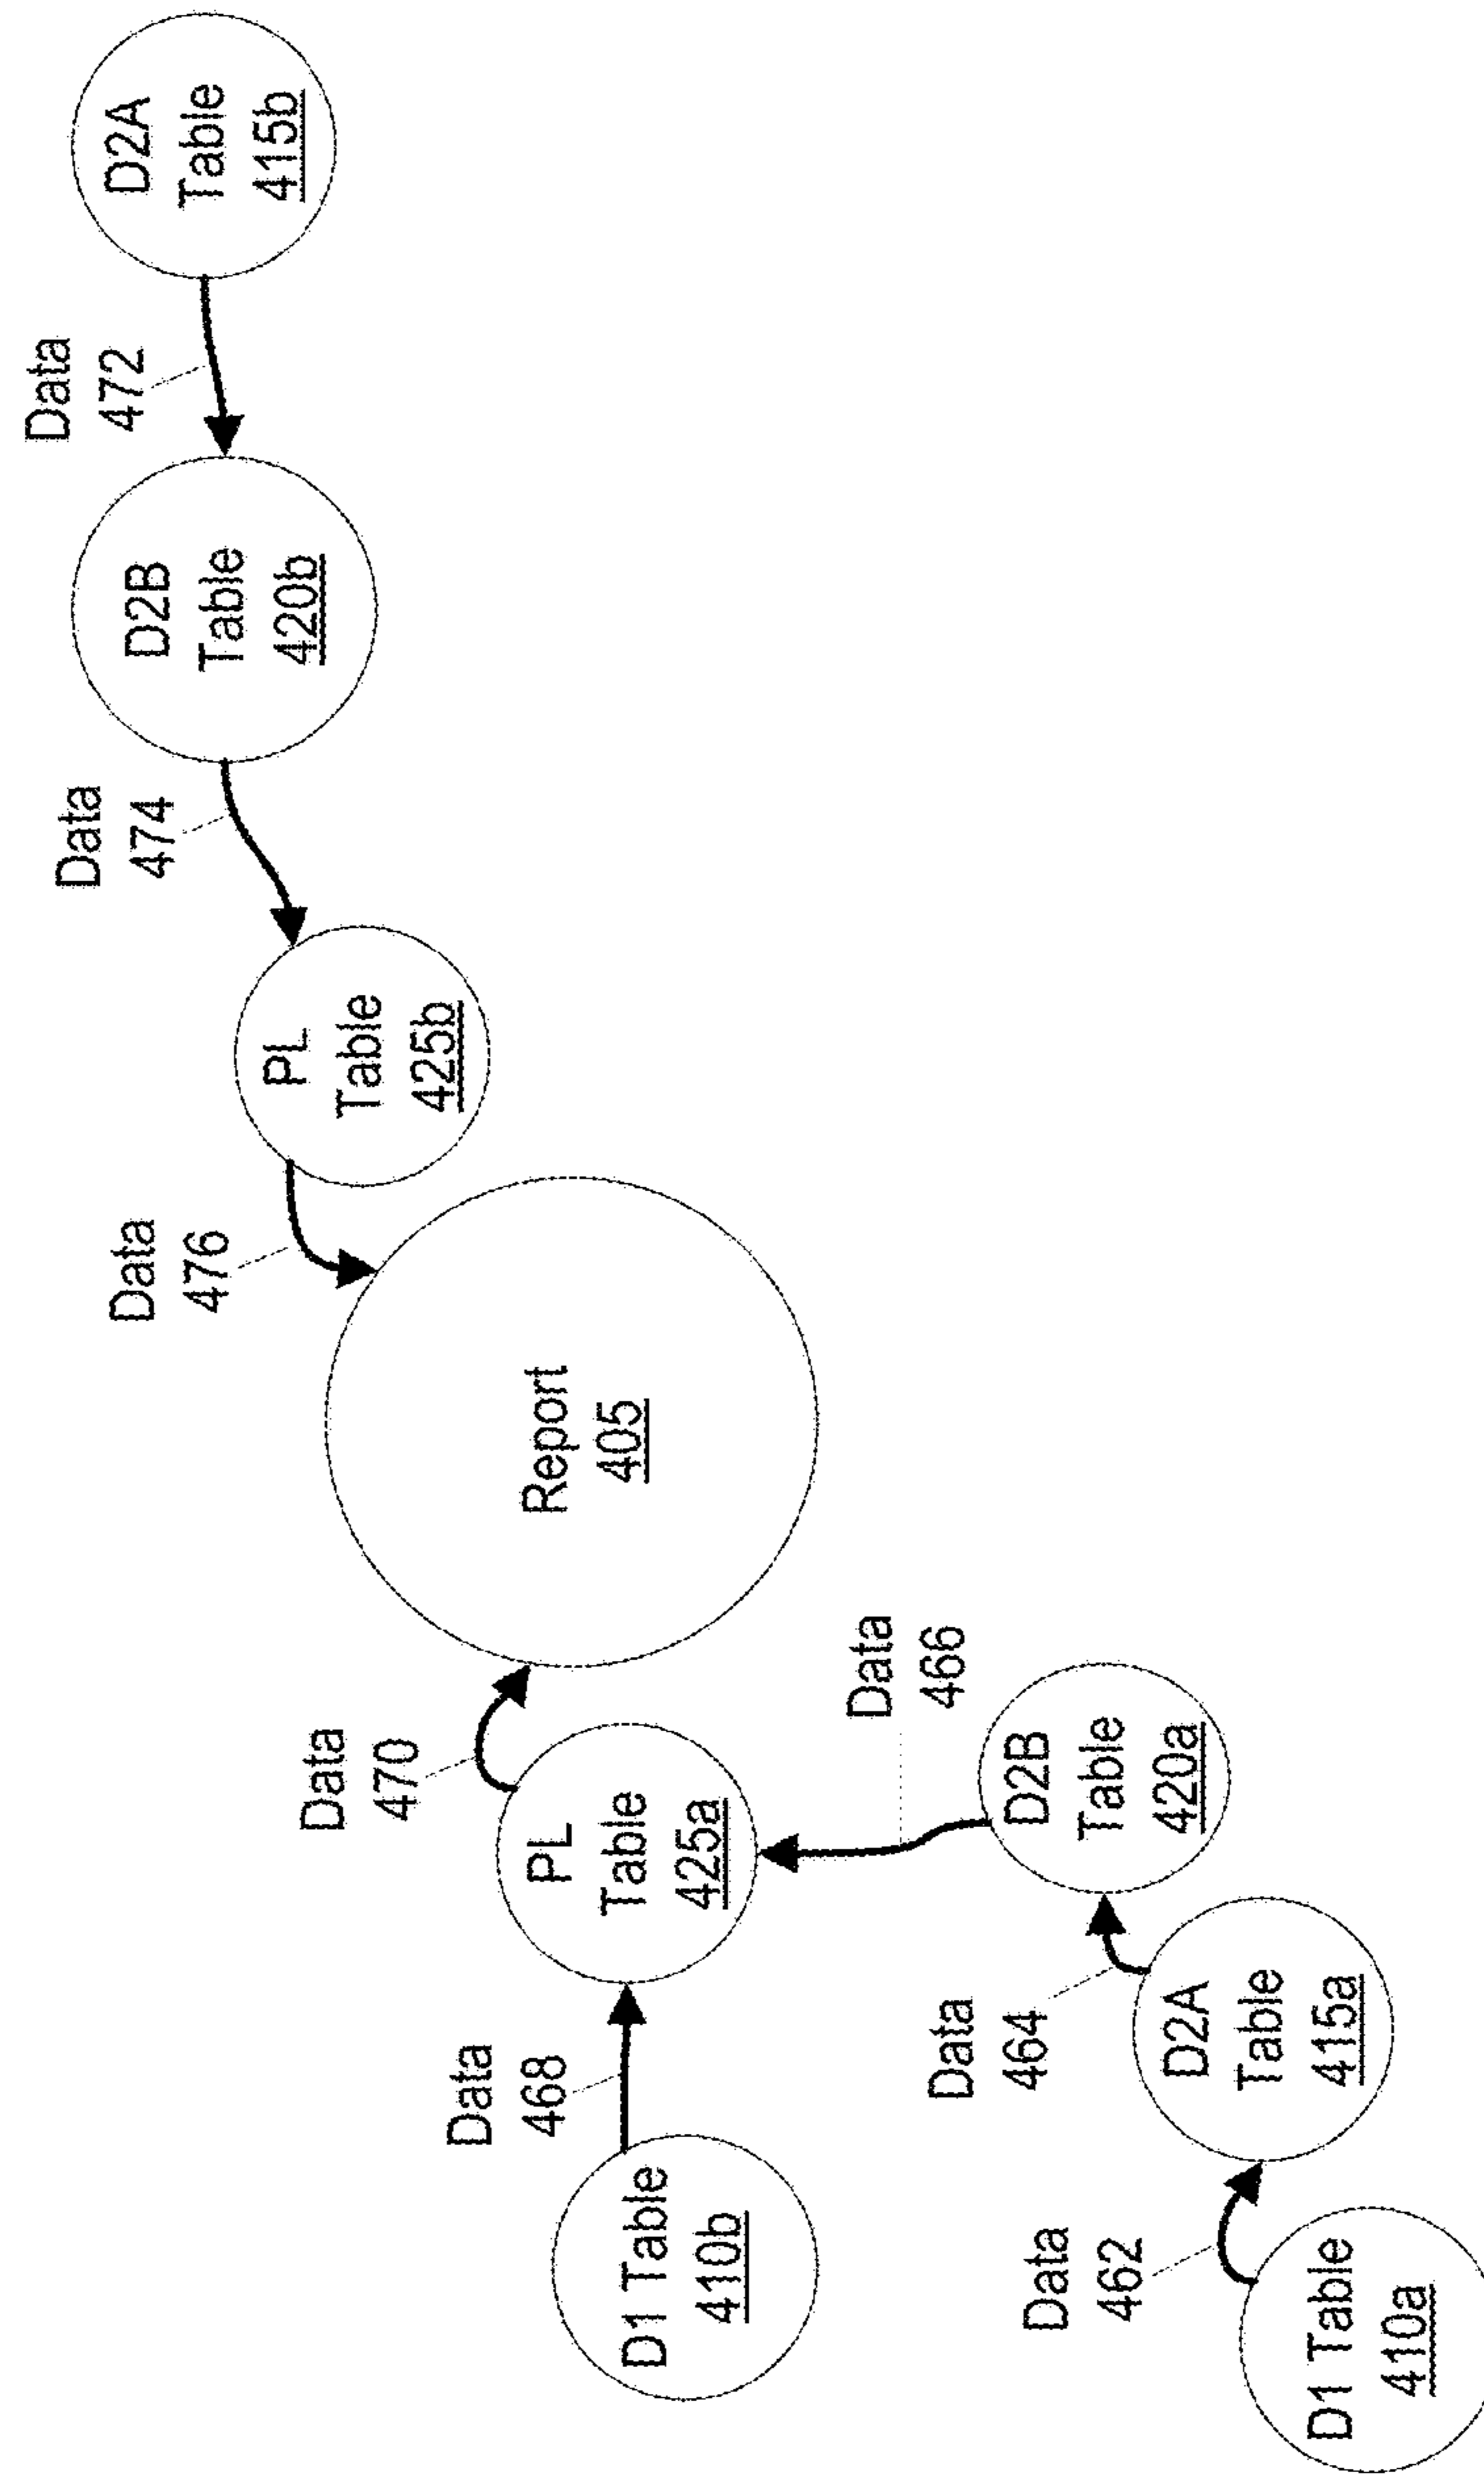 D1 Table
410a
Data
462
D2A
Table
415a
Data
464
D2B
Table
420a
Data
466
D1 Table
410b
Data
468
PL
Table
425a
Data
470
Report
405
Data
476
PL
Table
425b
Data
474
D2B
Table
420b
Data
472
D2A
Table
415b